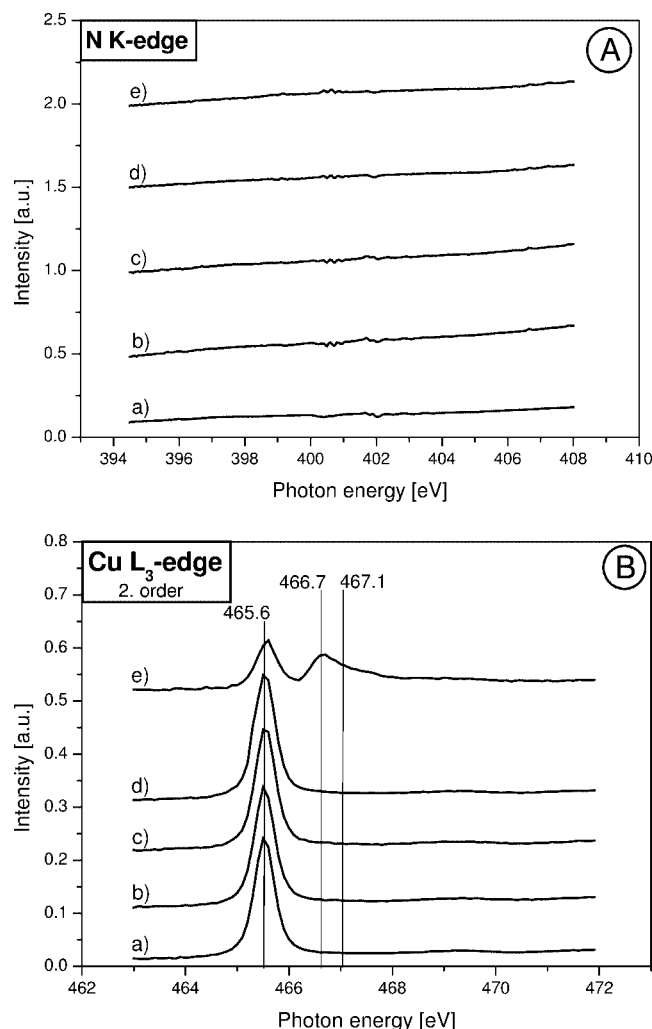 N K-edge
A
2.5
2.0
1.5
1.0
0.5
0.0
Intensity [a.u.]
e)
d)
c)
b)
a)
394 396 398 400 402 404 406 408 410
Photon energy [eV]
Cu L₃-edge
2. order
B
0.8
0.7
0.6
0.5
0.4
0.3
0.2
0.1
0.0
Intensity [a.u.]
466.7 467.1
465.6
e)
d)
c)
b)
a)
462 464 466 468 470 472
Photon energy [eV]